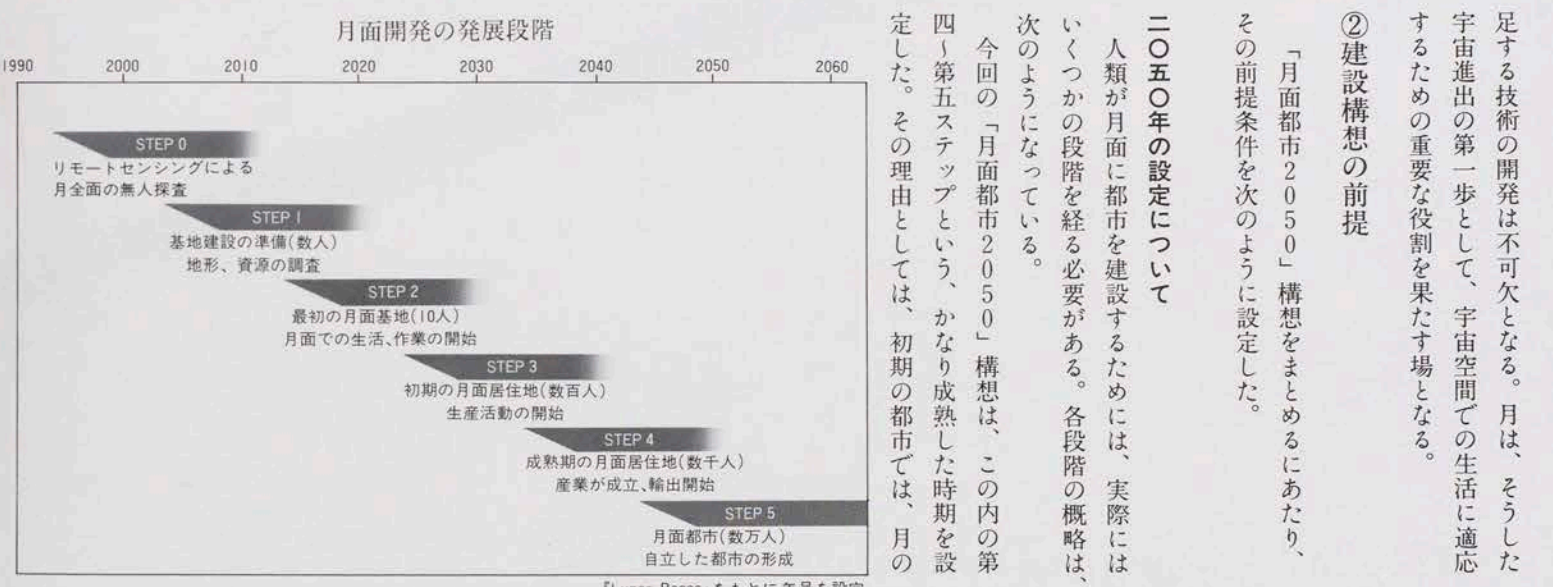 足する技術の開発は不可欠となる。月は、そうした
宇宙進出の第一歩として、宇宙空間での生活に適応
するための重要な役割を果たす場となる。
②建設構想の前提
「月面都市2050」構想をまとめるにあたり、
その前提条件を次のように設定した。
二〇五〇年の設定について
人類が月面に都市を建設するためには、実際には
いくつかの段階を経る必要がある。各段階の概略は、
次のようになっている。
今回の「月面都市2050」構想は、この内の第
四～第五ステップという、かなり成熟した時期を設
定した。その理由としては、初期の都市では、月の
月面開発の発展段階
1990 2000 2010 2020 2030 2040 2050 2060
STEP 0
リモートセンシングによる
月全面の無人探査
STEP 1
基地建設の準備(数人)
地形、資源の調査
STEP 2
最初の月面基地(10人)
月面での生活、作業の開始
STEP 3
初期の月面居住地(数百人)
生産活動の開始
STEP 4
成熟期の月面居住地(数千人)
産業が成立、輸出開始
STEP 5
月面都市(数万人)
自立した都市の形成